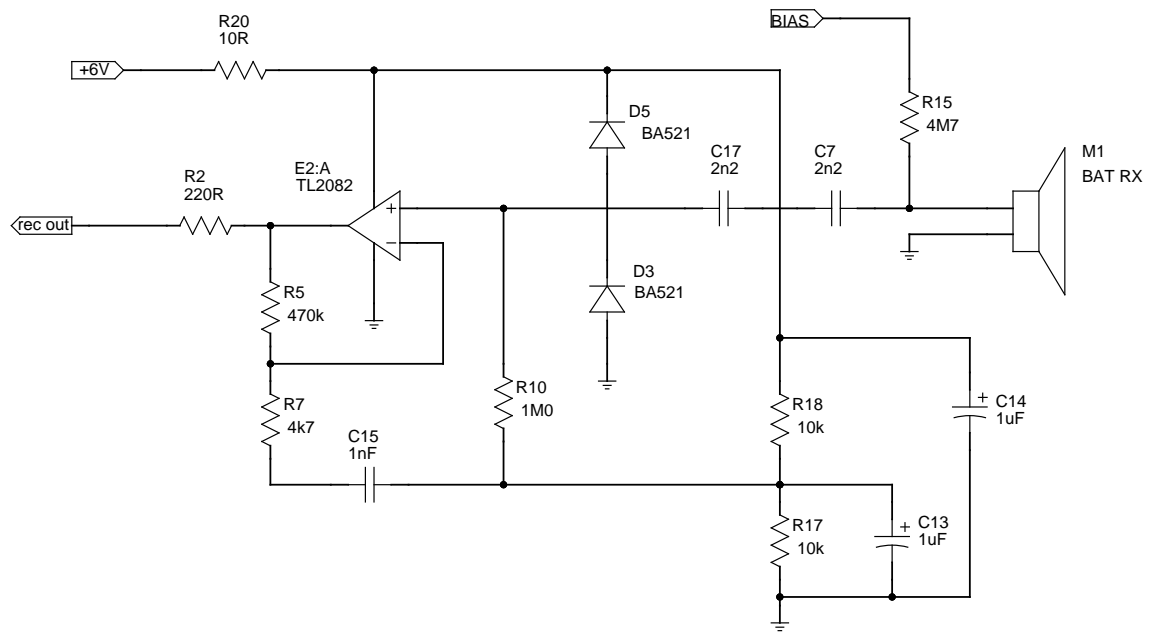 R20
10R
BIAS
+6V
D5
BA521
R15
4M7
C17
2n2
C7
2n2
M1
BAT RX
E2:A
TL2082
R2
220R
+
rec out
−
D3
BA521
R5
470k
R10
1M0
R18
10k
+
C14
1uF
R7
4k7
C15
1nF
R17
10k
+
C13
1uF